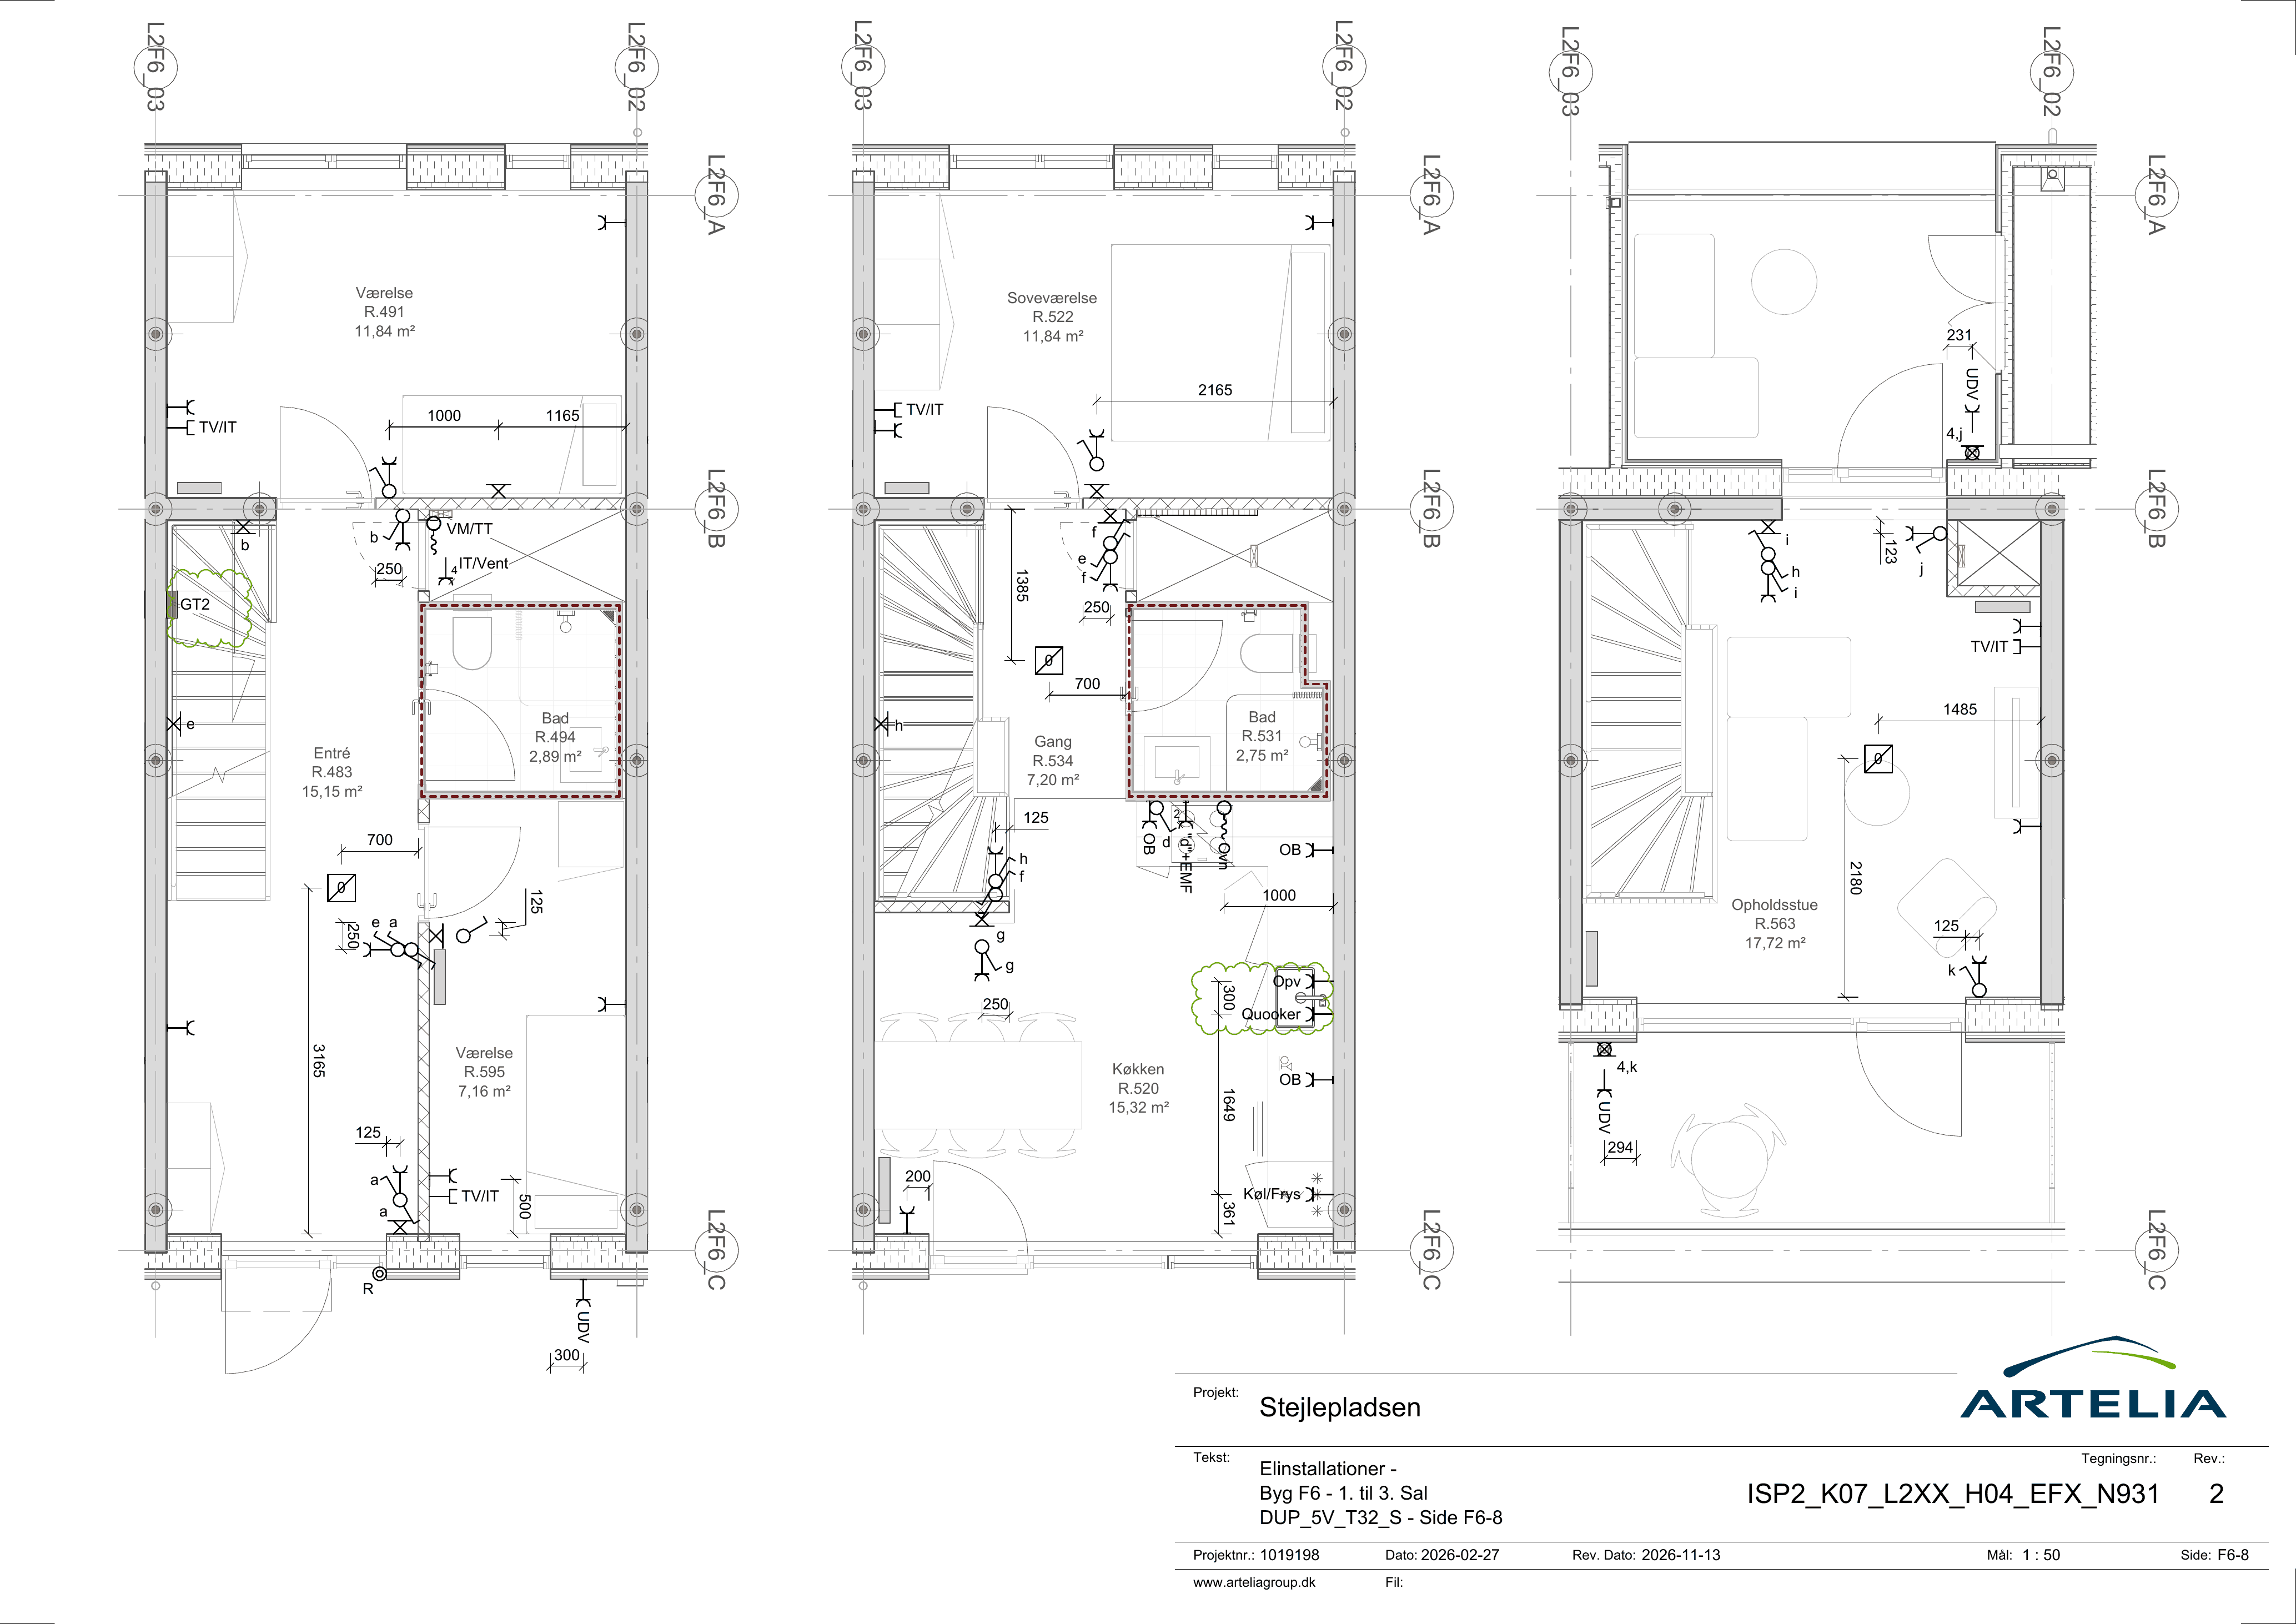 L2F6_03
L2F6_02
L2F6_03
L2F6_02
L2F6_03
L2F6_02
L2F6_A
L2F6_A
L2F6_A
Værelse
R.491
11,84 m²
1000
1165
TV/IT
L2F6_B
b
b
VM/TT
4
IT/Vent
250
GT2
e
Bad
R.494
2,89 m²
Entré
R.483
15,15 m²
700
0
125
e a
250
3165
Værelse
R.595
7,16 m²
125
a
a
TV/IT
500
L2F6_C
R
UDV
300
Soveværelse
R.522
11,84 m²
2165
TV/IT
L2F6_B
f
e
f
1385
250
0
700
h
Gang
R.534
7,20 m²
Bad
R.531
2,75 m²
125
h
f
g
g
250
OB
d
2
"d"+EMF
Ovn
OB
1000
Opv
300
Quooker
Køkken
R.520
15,32 m²
OB
1649
200
Køl/Frys
361
L2F6_C
231
UDV
4,j
L2F6_B
i
h
i
123
j
TV/IT
1485
0
2180
Opholdsstue
R.563
17,72 m²
125
k
4,k
UDV
294
L2F6_C
ARTELIA
Projekt:
Stejlepladsen
Tekst:
Elinstallationer -
Byg F6 - 1. til 3. Sal
DUP_5V_T32_S - Side F6-8
Tegningsnr.:
Rev.:
ISP2_K07_L2XX_H04_EFX_N931
2
Projektnr.: 1019198
Dato: 2026-02-27
Rev. Dato: 2026-11-13
Mål: 1 : 50
Side: F6-8
www.arteliagroup.dk
Fil: